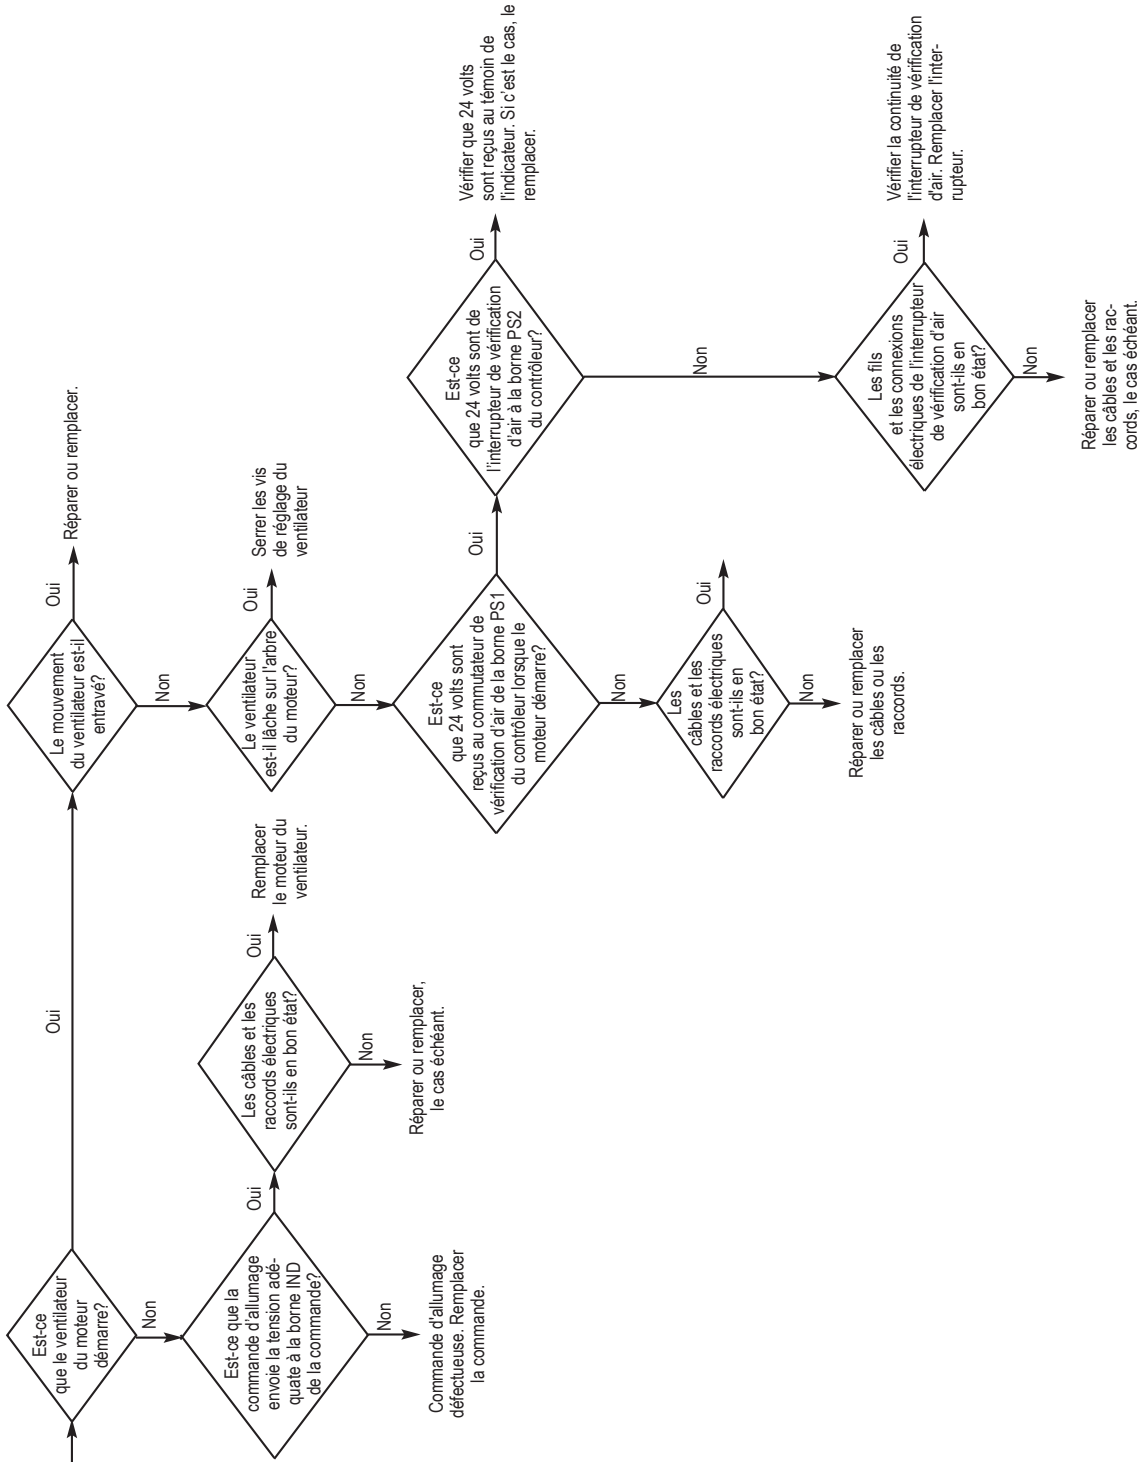 Est-ce
que le ventilateur
du moteur
démarre?
Oui
Non
Le mouvement
du ventilateur est-il
entravé?
Oui
Réparer ou remplacer.
Non
Est-ce que la
commande d'allumage
envoie la tension adé-
quate à la borne IND
de la commande?
Oui
Non
Commande d'allumage
défectueuse. Remplacer
la commande.
Les câbles et les
raccords électriques
sont-ils en bon état?
Oui
Remplacer
le moteur du
ventilateur.
Non
Réparer ou remplacer,
le cas échéant.
Le ventilateur
est-il lâche sur l'arbre
du moteur?
Oui
Serrer les vis
de réglage du
ventilateur
Non
Est-ce
que 24 volts sont
reçus au commutateur de
vérification d'air de la borne PS1
du contrôleur lorsque le
moteur démarre?
Oui
Non
Les
câbles et les
raccords électriques
sont-ils en
bon état?
Oui
Non
Réparer ou remplacer
les câbles ou les
raccords.
Est-ce
que 24 volts sont de
l'interrupteur de vérification
d'air à la borne PS2
du contrôleur?
Oui
Vérifier que 24 volts
sont reçus au témoin de
l'indicateur. Si c'est le cas, le
remplacer.
Non
Les fils
et les connexions
électriques de l'interrupteur
de vérification d'air
sont-ils en
bon état?
Oui
Vérifier la continuité de
l'interrupteur de vérification
d'air. Remplacer l'inter-
rupteur.
Non
Réparer ou remplacer
les câbles et les rac-
cords, le cas échéant.